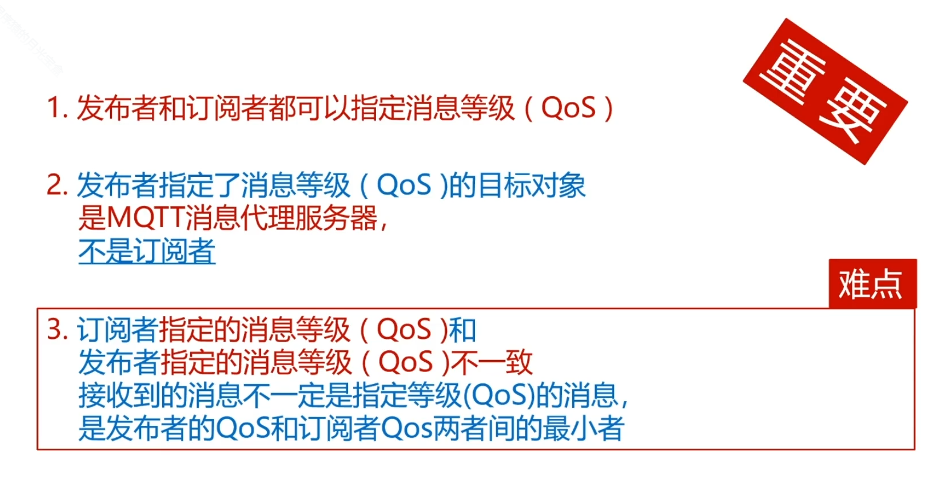 重要
1. 发布者和订阅者都可以指定消息等级（QoS）
2. 发布者指定了消息等级（QoS )的目标对象
是MQTT消息代理服务器，
不是订阅者
难点
3. 订阅者指定的消息等级（QoS )和
发布者指定的消息等级（QoS )不一致
接收到的消息不一定是指定等级(QoS)的消息，
是发布者的QoS和订阅者Qos两者间的最小者